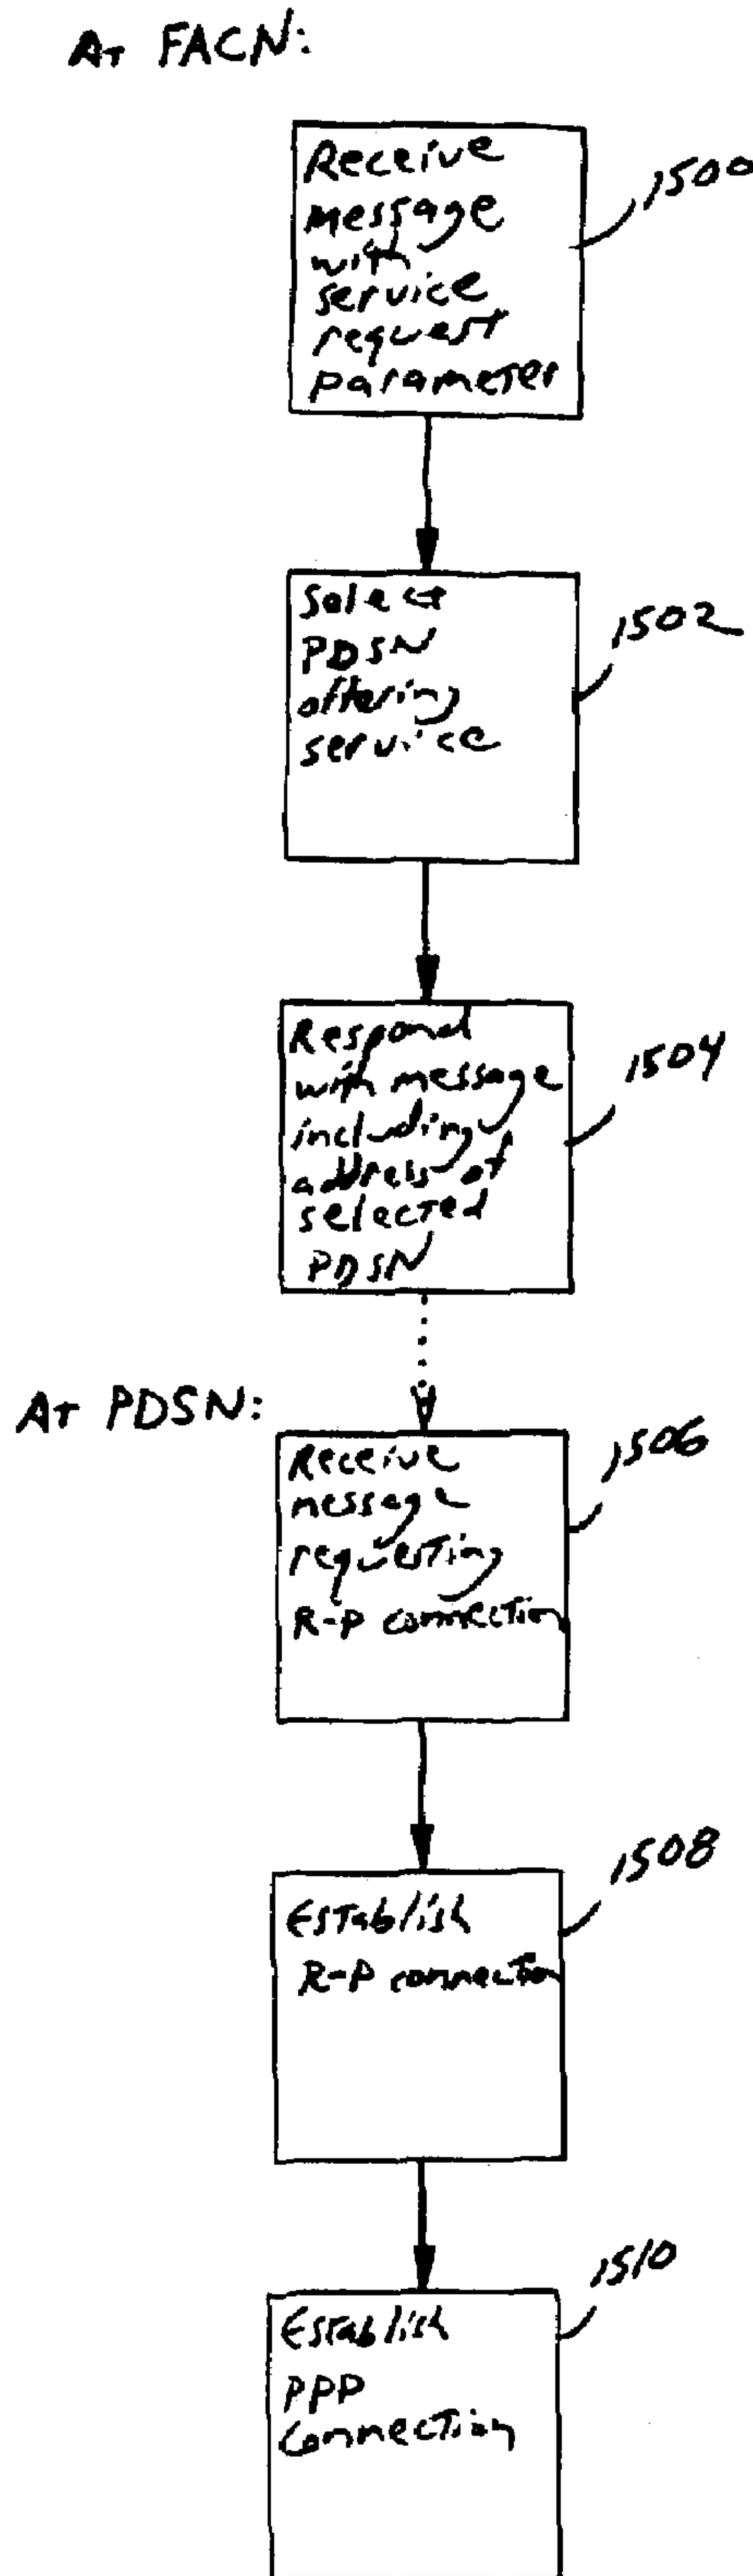 At FACN:
Receive
message
with
service
request
parameter
1500
Select
PDSN
offering
service
1502
Respond
with message
including
address of
selected
PDSN
1504
At PDSN:
Receive
message
requesting
R-P connection
1506
Establish
R-P connection
1508
Establish
PPP
Connection
1510